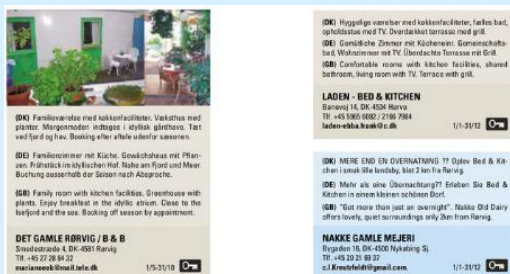 (DK) Familieværelse med køkkenfaciliteter. Væksthus med
planter. Morgenmaden indtages i idyllisk gårdhave. Tæt
ved fjord og hav. Booking efter aftale udenfor sæsonen.
(DE) Familienzimmer mit Küche. Gewächshaus mit Pflan-
zen. Frühstück im idyllischen Hof. Nahe am Fjord und Meer.
Buchung ausserhalb der Saison nach Absprache.
(GB) Family room with kitchen facilities. Greenhouse with
plants. Enjoy breakfast in the idyllic atrium. Close to the
Isefjord and the sea. Booking off season by appointment.
DET GAMLE RØRVIG / B & B
Smedestræde 4, DK-4581 Rørvig
Tlf. +45 27 28 84 22
marianeeek@mail.tele.dk 1/5-31/10
(DK) Hyggelige værelser med køkkenfaciliteter, fælles bad,
opholdsstue med TV. Overdækket terrasse med grill.
(DE) Gemütliche Zimmer mit Kücheneinr. Gemeinschafts-
bad, Wohnzimmer mit TV. Überdachte Terrasse mit Grill.
(GB) Comfortable rooms with kitchen facilities, shared
bathroom, living room with TV. Terrace with grill.
LADEN - BED & KITCHEN
Banevej 14, DK-4534 Hørve
Tlf. +45 5965 6082 / 2166 7984
1/1-31/12
(DK) MERE END EN OVERNATNING ?? Oplev Bed & Kit-
chen i smuk lille landsby, blot 2 km fra Rørvig.
(DE) Mehr als eine Übernachtung?? Erleben Sie Bed &
Kitchen in einem kleinen schönen Dorf.
(GB) "Got more than just an overnight". Nakke Old Dairy
offers lovely, quiet surroundings only 2km from Rørvig.
NAKKE GAMLE MEJERI
Bygaden 16, DK-4500 Nykøbing Sj.
Tlf. +45 20 21 69 37
c.l.kreutzfeldt@gmail.com. 1/1-31/12